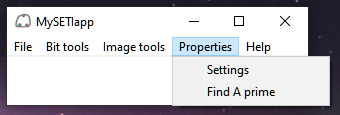 MySETIapp
File Bit tools Image tools Properties Help
Settings
Find A prime